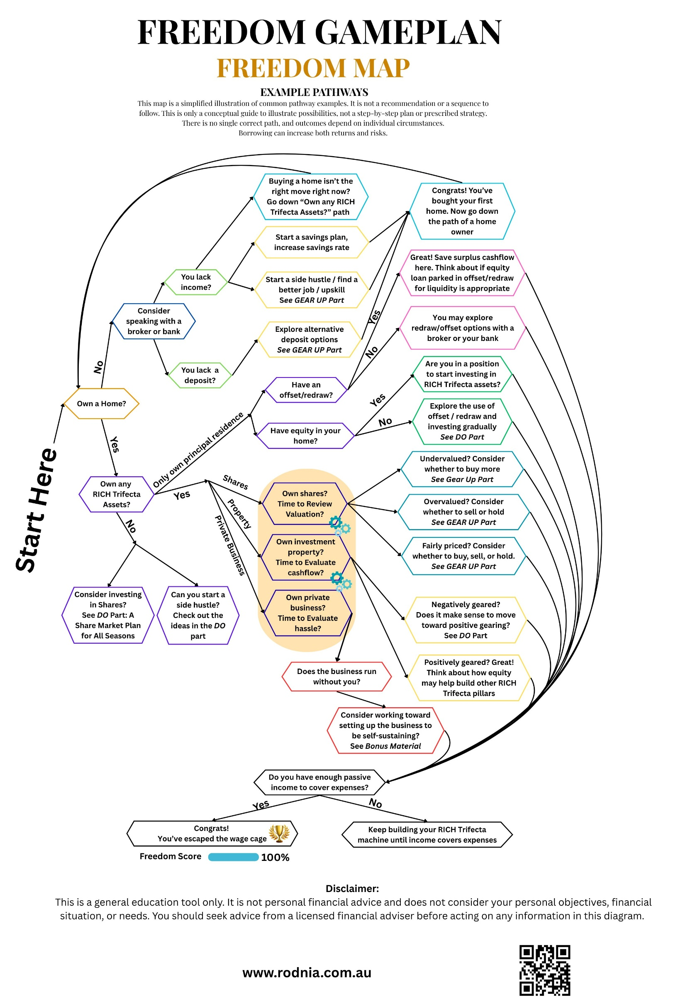 FREEDOM GAMEPLAN
FREEDOM MAP
EXAMPLE PATHWAYS
This map is a simplified illustration of common pathway examples. It is not a recommendation or a sequence to
follow. This is only a conceptual guide to illustrate possibilities, not a step-by-step plan or prescribed strategy.
There is no single correct path, and outcomes depend on individual circumstances.
Borrowing can increase both returns and risks.
Start Here
Own a Home?
No
Consider
speaking with a
broker or bank
You lack
income?
Buying a home isn’t the
right move right now?
Go down “Own any RICH
Trifecta Assets?” path
Start a savings plan,
increase savings rate
Start a side hustle / find a
better job / upskill
See GEAR UP Part
You lack a
deposit?
Explore alternative
deposit options
See GEAR UP Part
Congrats! You’ve
bought your first
home. Now go down
the path of a home
owner
Yes
Own any
RICH Trifecta
Assets?
Only own principal residence
Have an
offset/redraw?
Yes
Great! Save surplus cashflow
here. Think about if equity
loan parked in offset/redraw
for liquidity is appropriate
No
You may explore
redraw/offset options with a
broker or your bank
Have equity in your
home?
Yes
Are you in a position
to start investing in
RICH Trifecta assets?
No
Explore the use of
offset / redraw and
investing gradually
See DO Part
Yes
Shares
Property
Private Business
Own shares?
Time to Review
Valuation?
Undervalued? Consider
whether to buy more
See Gear Up Part
Overvalued? Consider
whether to sell or hold
See GEAR UP Part
Fairly priced? Consider
whether to buy, sell, or hold.
See GEAR UP Part
Own investment
property?
Time to Evaluate
cashflow?
Negatively geared?
Does it make sense to move
toward positive gearing?
See DO Part
Positively geared? Great!
Think about how equity
may help build other RICH
Trifecta pillars
Own private
business?
Time to Evaluate
hassle?
Does the business run
without you?
Consider working toward
setting up the business to
be self-sustaining?
See Bonus Material
No
Consider investing
in Shares?
See DO Part: A
Share Market Plan
for All Seasons
Can you start a
side hustle?
Check out the
ideas in the DO
part
Do you have enough passive
income to cover expenses?
Yes
No
Congrats!
You’ve escaped the wage cage
Keep building your RICH Trifecta
machine until income covers expenses
Freedom Score 100%
Disclaimer:
This is a general education tool only. It is not personal financial advice and does not consider your personal objectives, financial
situation, or needs. You should seek advice from a licensed financial adviser before acting on any information in this diagram.
www.rodnia.com.au